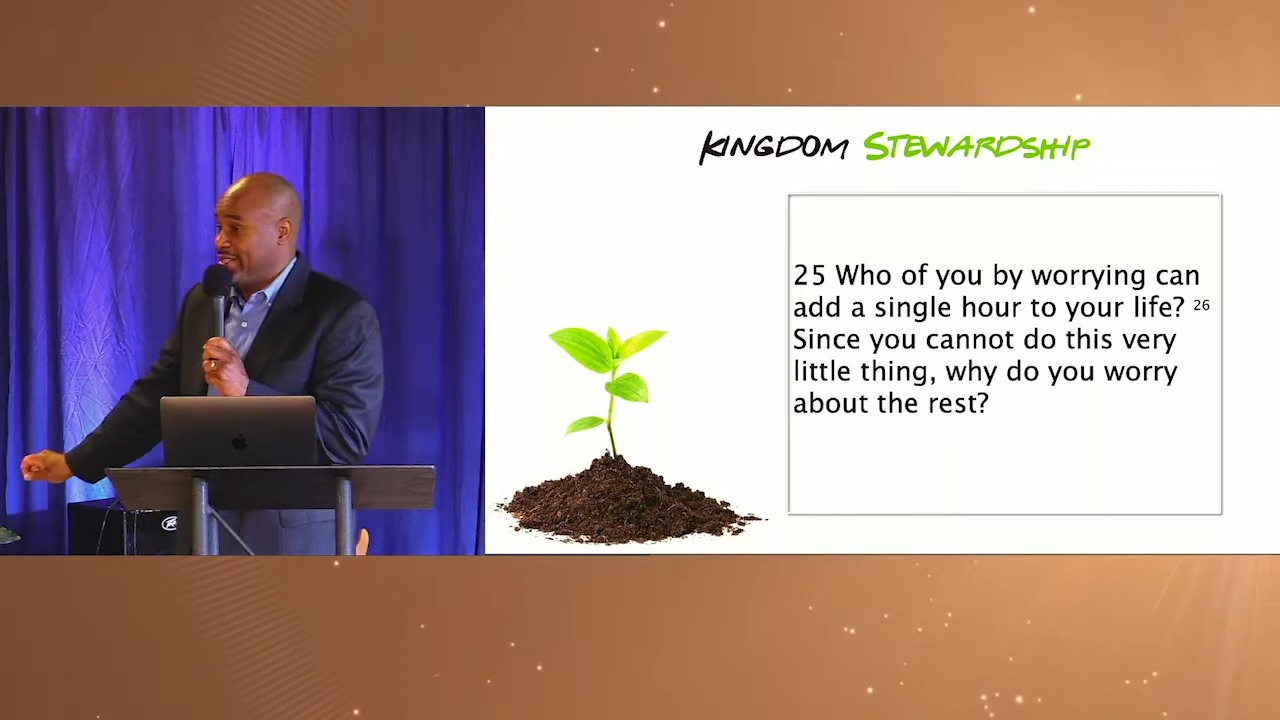 KINGDOM STEWARDSHIP
25 Who of you by worrying can
add a single hour to your life? 26
Since you cannot do this very
little thing, why do you worry
about the rest?